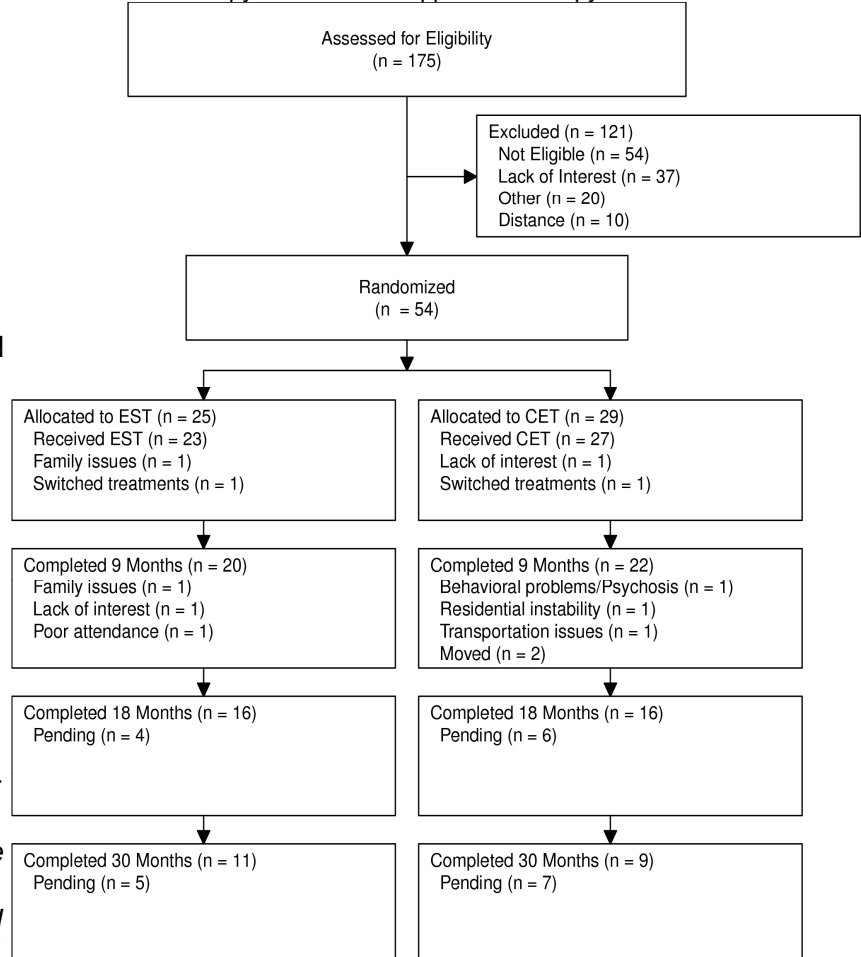 Assessed for Eligibility
(n = 175)
Excluded (n = 121)
Not Eligible (n = 54)
Lack of Interest (n = 37)
Other (n = 20)
Distance (n = 10)
Randomized
(n = 54)
Allocated to EST (n = 25)
Received EST (n = 23)
Family issues (n = 1)
Switched treatments (n = 1)
Allocated to CET (n = 29)
Received CET (n = 27)
Lack of interest (n = 1)
Switched treatments (n = 1)
Completed 9 Months (n = 20)
Family issues (n = 1)
Lack of interest (n = 1)
Poor attendance (n = 1)
Completed 9 Months (n = 22)
Behavioral problems/Psychosis (n = 1)
Residential instability (n = 1)
Transportation issues (n = 1)
Moved (n = 2)
Completed 18 Months (n = 16)
Pending (n = 4)
Completed 18 Months (n = 16)
Pending (n = 6)
Completed 30 Months (n = 11)
Pending (n = 5)
Completed 30 Months (n = 9)
Pending (n = 7)